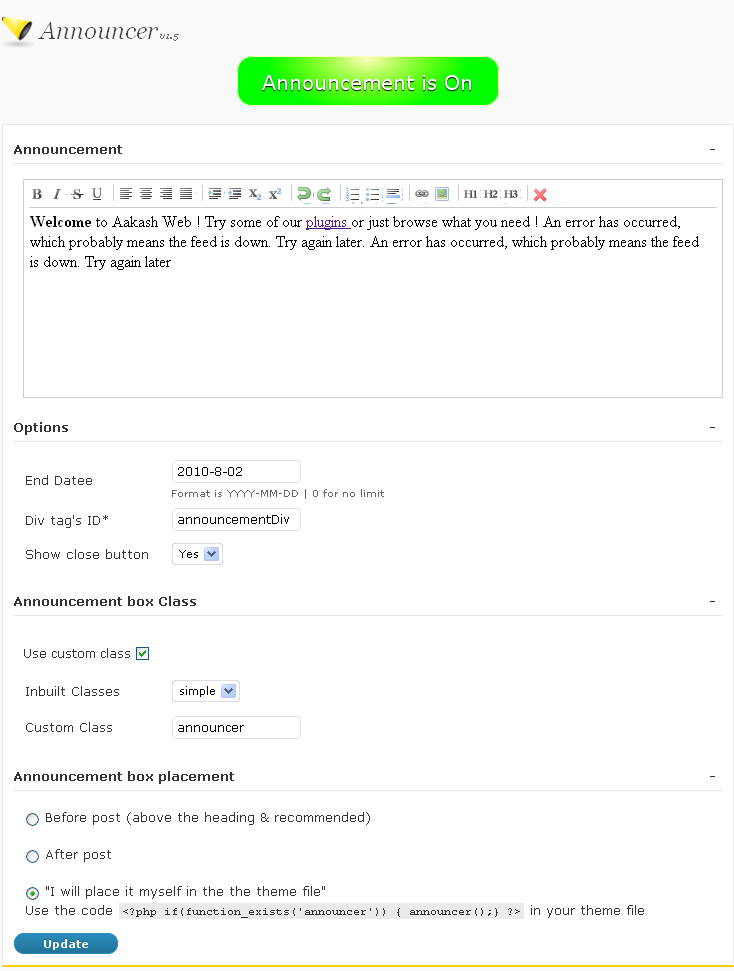 Announcer v1.5
Announcement is On
Announcement -
B I S U X2 X2 H1 H2 H3
Welcome to Aakash Web ! Try some of our plugins or just browse what you need ! An error has occurred,
which probably means the feed is down. Try again later. An error has occurred, which probably means the feed
is down. Try again later
Options -
End Datee 2010-8-02
Format is YYYY-MM-DD | 0 for no limit
Div tag's ID* announcementDiv
Show close button Yes
Announcement box Class -
Use custom class
Inbuilt Classes simple
Custom Class announcer
Announcement box placement -
Before post (above the heading & recommended)
After post
"I will place it myself in the the theme file"
Use the code <?php if(function_exists('announcer')) { announcer();} ?> in your theme file
Update